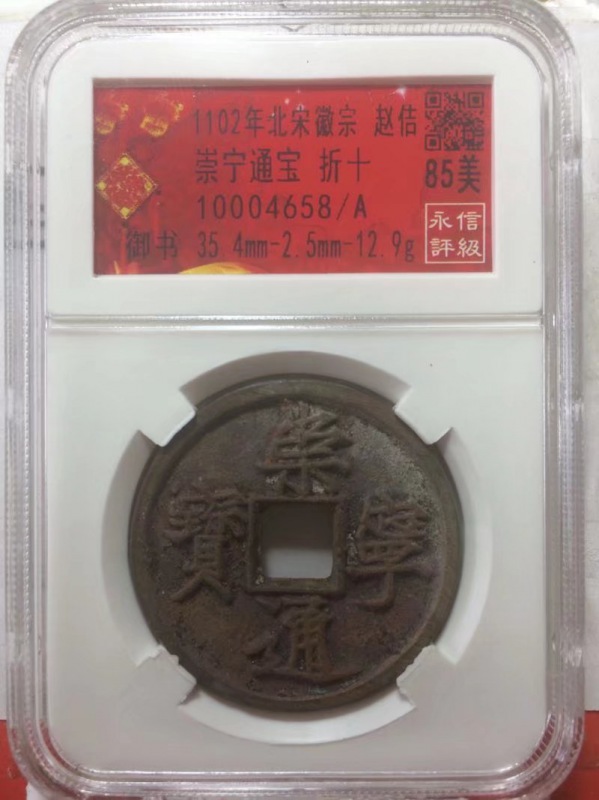 1102年北宋徽宗 赵佶
崇宁通宝 折十
85美
10004658/A
御书 35.4mm-2.5mm-12.9g
永信
評級
崇
寧
通
寶